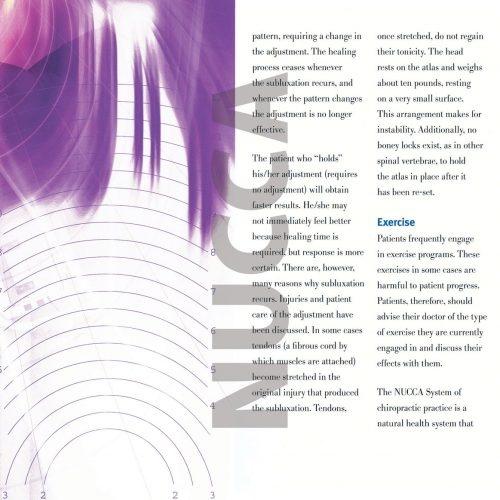 pattern, requiring a change in
the adjustment. The healing
process ceases whenever
the subluxation recurs, and
whenever the pattern changes
the adjustment is no longer
effective.
The patient who “holds”
his/her adjustment (requires
no adjustment) will obtain
faster results. He/she may
not immediately feel better
because healing time is
required, but response is more
certain. There are, however,
many reasons why subluxation
recurs. Injuries and patient
care of the adjustment have
been discussed. In some cases
tendons (a fibrous cord by
which muscles are attached)
become stretched in the
original injury that produced
the subluxation. Tendons,
once stretched, do not regain
their tonicity. The head
rests on the atlas and weighs
about ten pounds, resting
on a very small surface.
This arrangement makes for
instability. Additionally, no
boney locks exist, as in other
spinal vertebrae, to hold
the atlas in place after it
has been re-set.
Exercise
Patients frequently engage
in exercise programs. These
exercises in some cases are
harmful to patient progress.
Patients, therefore, should
advise their doctor of the type
of exercise they are currently
engaged in and discuss their
effects with them.
The NUCCA System of
chiropractic practice is a
natural health system that
NUCCA
8
7
6
5
4
3
2
2
3